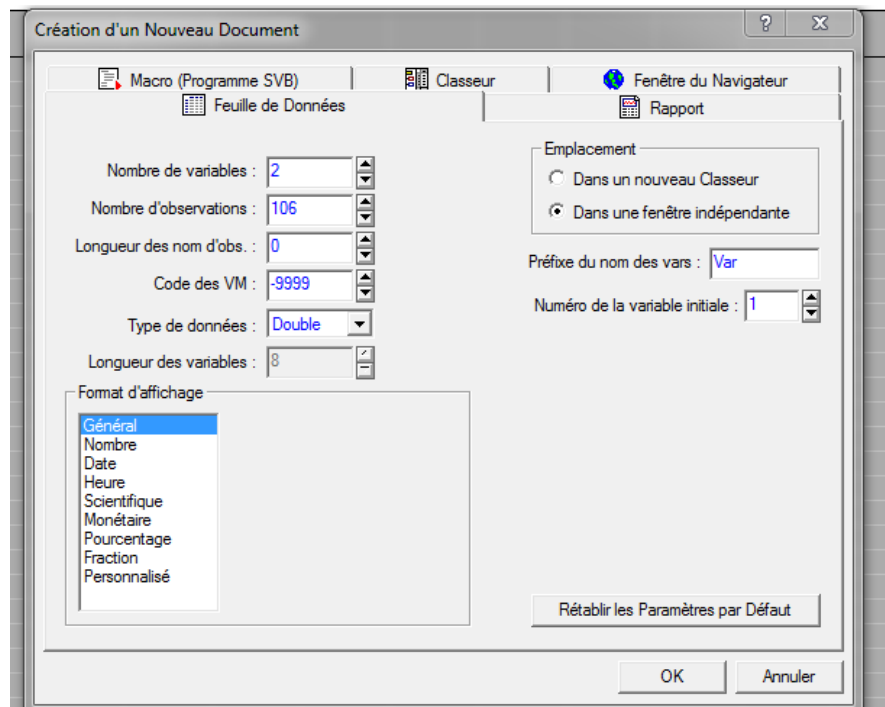 Création d'un Nouveau Document
Macro (Programme SVB)
Classeur
Fenêtre du Navigateur
Feuille de Données
Rapport
Nombre de variables : 2
Nombre d'observations : 106
Longueur des nom d'obs. : 0
Code des VM : -9999
Type de données : Double
Longueur des variables : 8
Emplacement
Dans un nouveau Classeur
Dans une fenêtre indépendante
Préfixe du nom des vars : Var
Numéro de la variable initiale : 1
Format d'affichage
Général
Nombre
Date
Heure
Scientifique
Monétaire
Pourcentage
Fraction
Personnalisé
Rétablir les Paramètres par Défaut
OK
Annuler